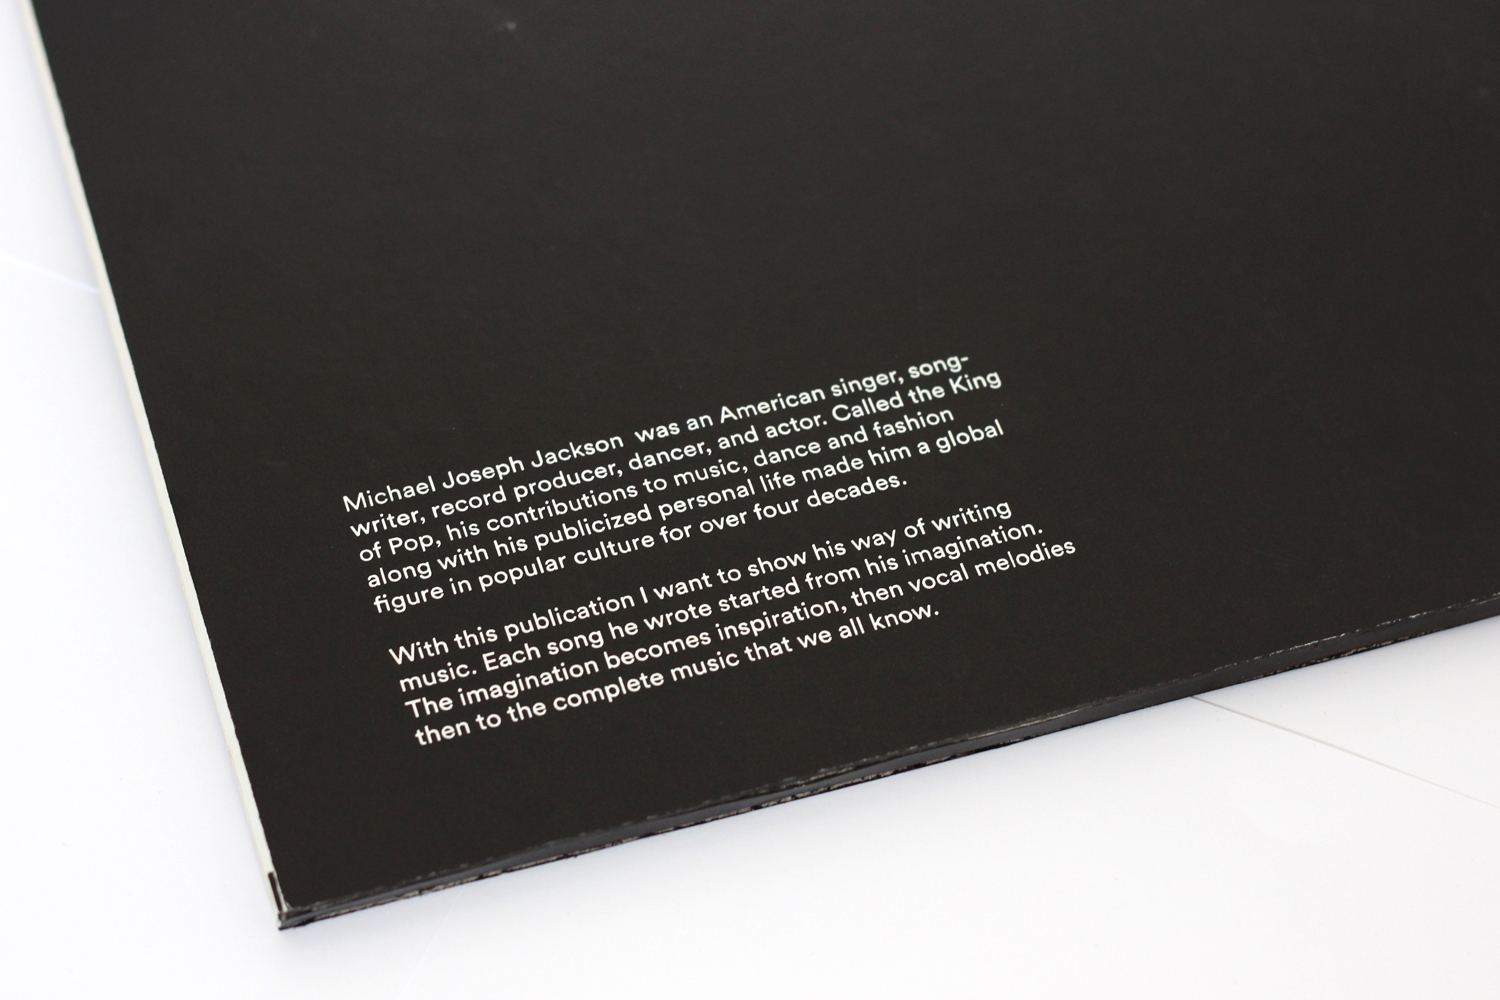 Michael Joseph Jackson  was an American singer, song-
writer, record producer, dancer, and actor. Called the King
of Pop, his contributions to music, dance and fashion
along with his publicized personal life made him a global
figure in popular culture for over four decades.

With this publication I want to show his way of writing
music. Each song he wrote started from his imagination.
The imagination becomes inspiration, then vocal melodies
then to the complete music that we all know.